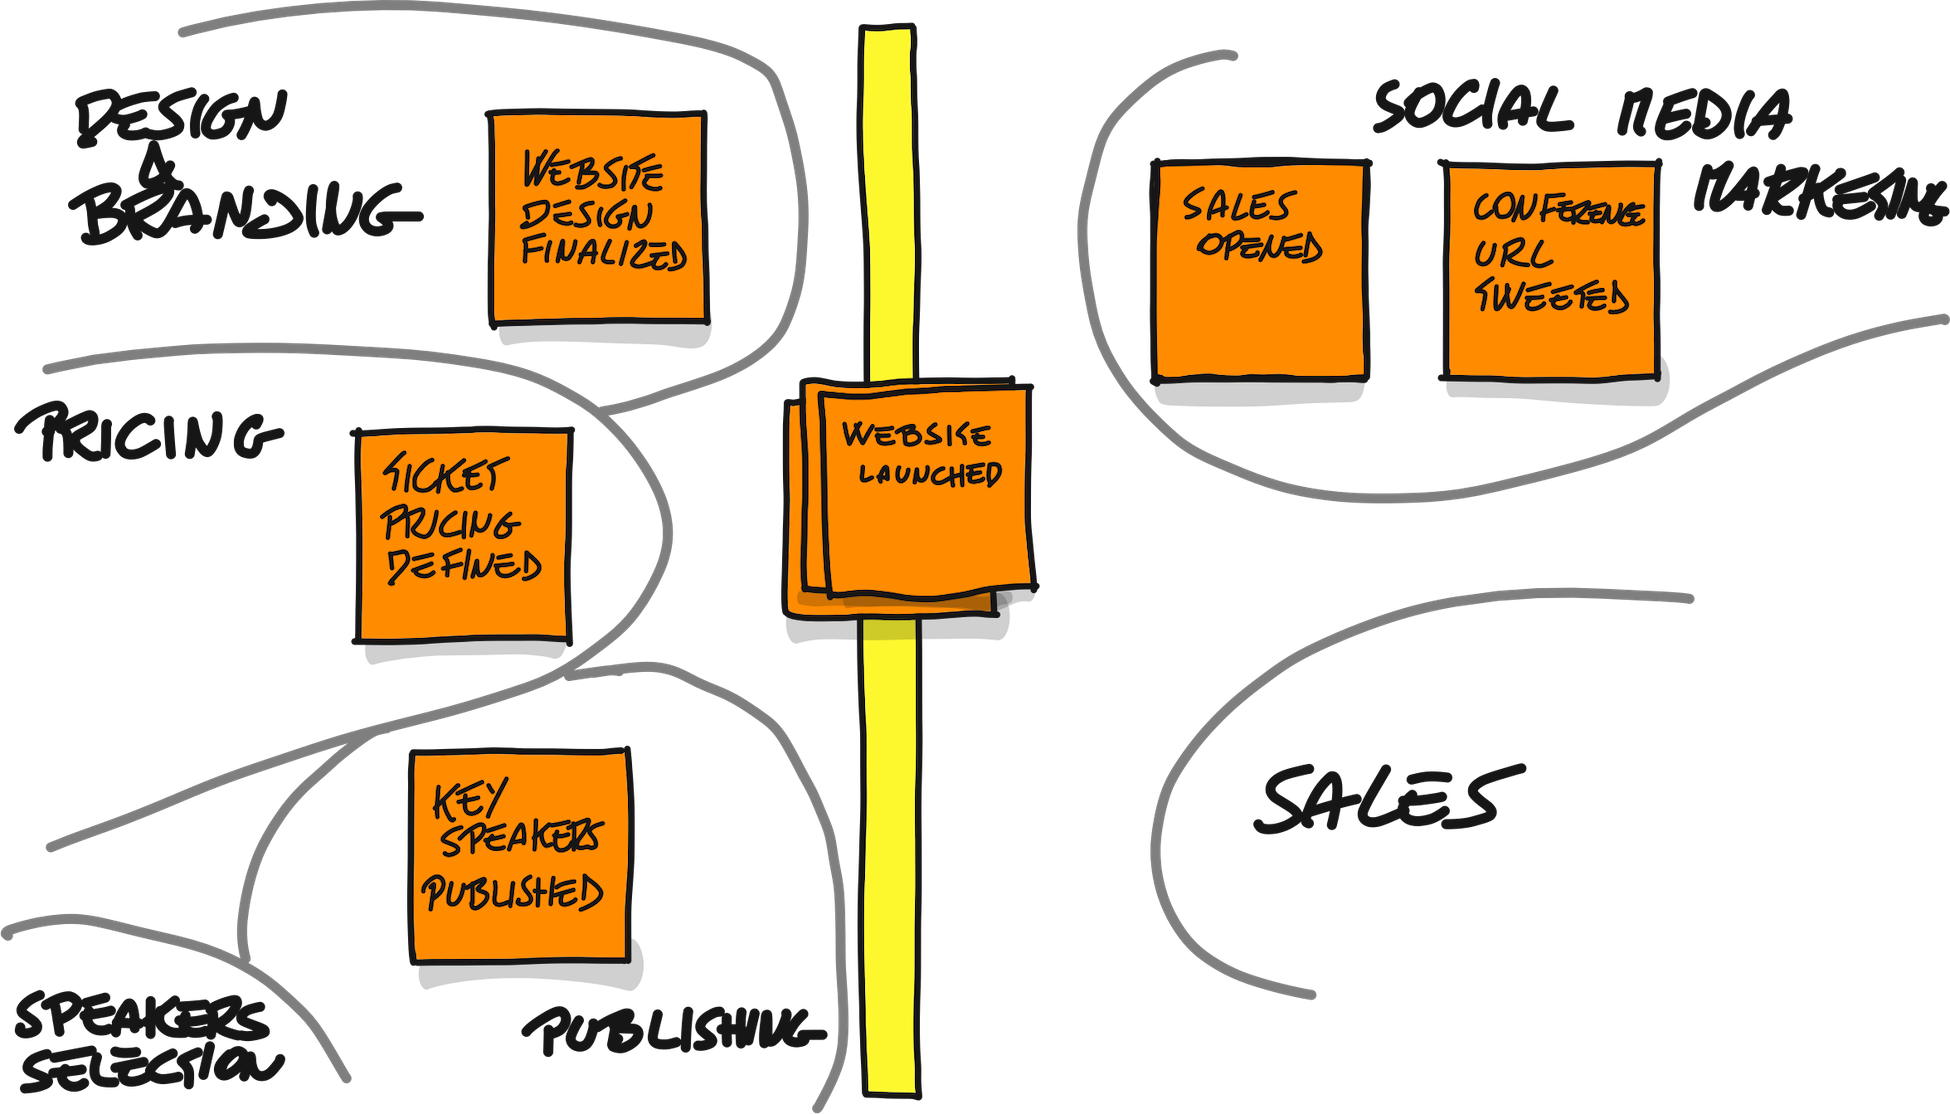 DESIGN
&
BRANDING
WEBSITE
DESIGN
FINALIZED
PRICING
TICKET
PRICING
DEFINED
KEY
SPEAKERS
PUBLISHED
SPEAKERS
SELECTION
PUBLISHING
WEBSITE
LAUNCHED
SOCIAL MEDIA
MARKETING
SALES
OPENED
CONFERENCE
URL
TWEETED
SALES